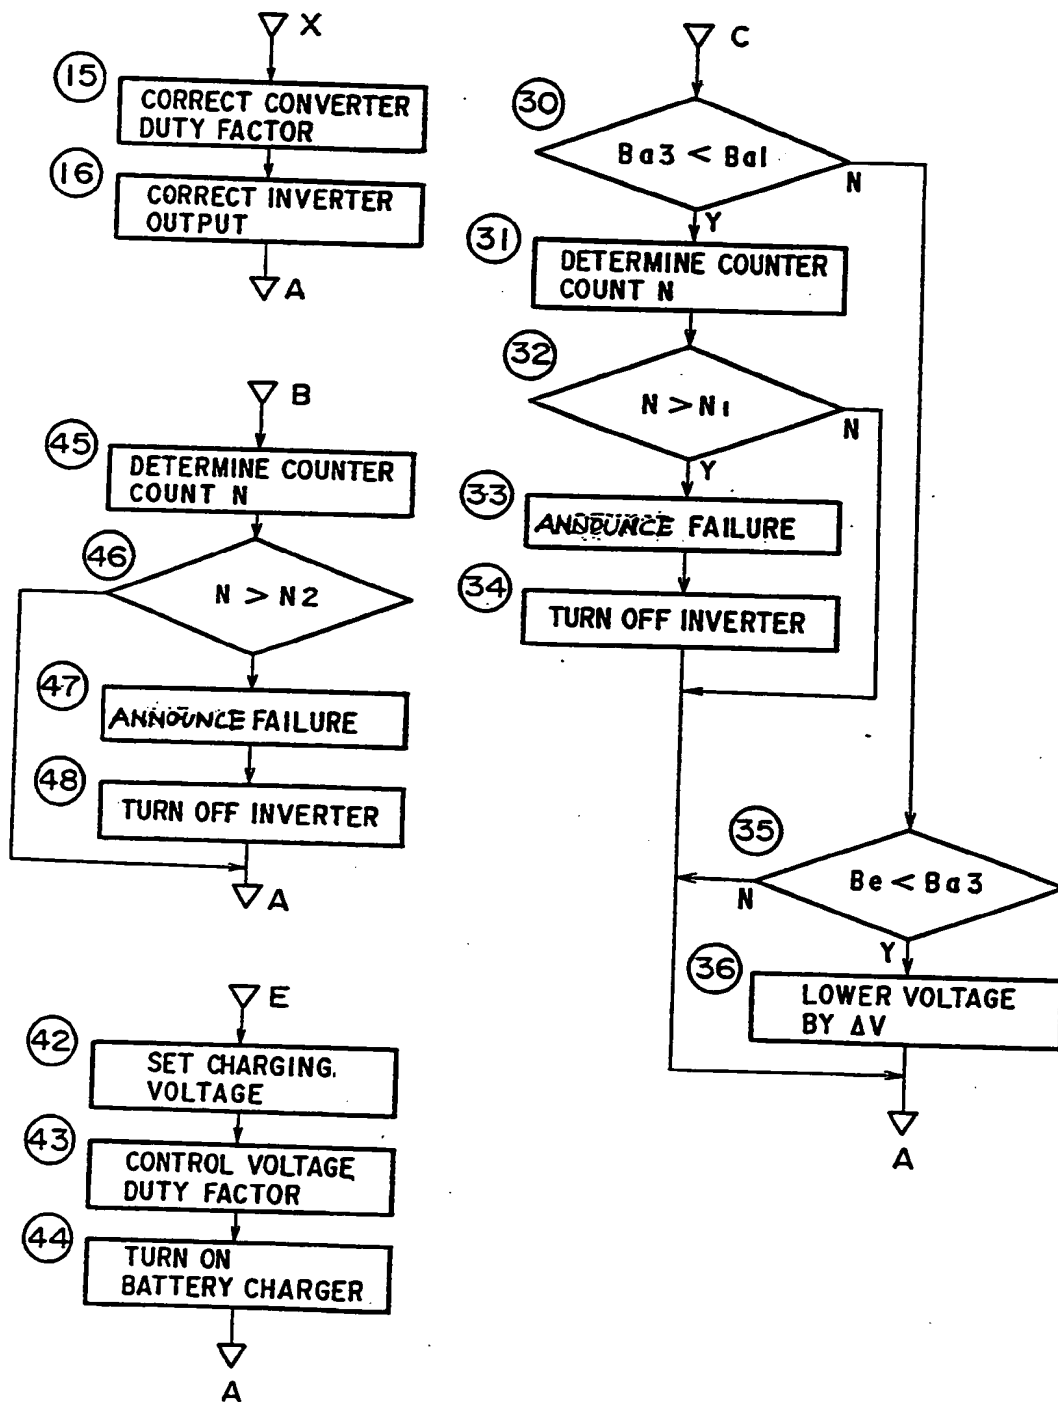 X
15
CORRECT CONVERTER
DUTY FACTOR
16
CORRECT INVERTER
OUTPUT
A
B
45
DETERMINE COUNTER
COUNT N
46
N > N2
47
ANNOUNCE FAILURE
48
TURN OFF INVERTER
A
E
42
SET CHARGING.
VOLTAGE
43
CONTROL VOLTAGE
DUTY FACTOR
44
TURN ON
BATTERY CHARGER
A
C
30
Ba3 < Ba1
N
Y
31
DETERMINE COUNTER
COUNT N
32
N > N1
N
Y
33
ANNOUNCE FAILURE
34
TURN OFF INVERTER
35
Be < Ba3
N
Y
36
LOWER VOLTAGE
BY ΔV
A